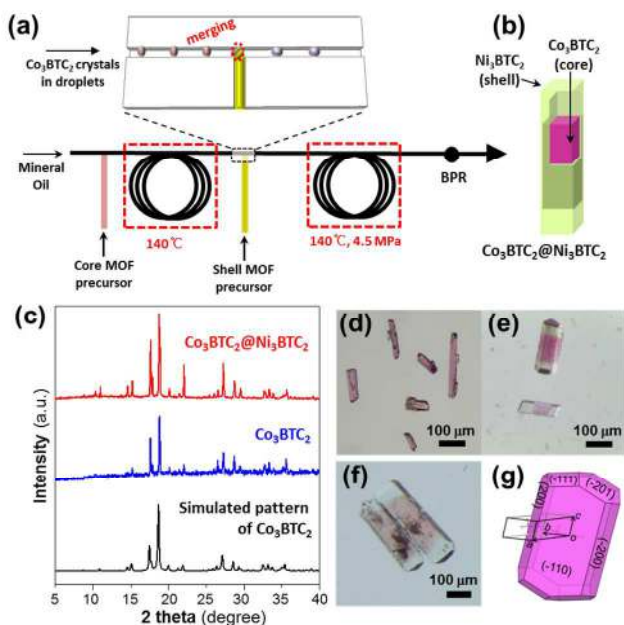 (a)
merging
Co₃BTC₂ crystals
in droplets
Mineral
Oil
BPR
140℃
140℃, 4.5 MPa
Core MOF
precursor
Shell MOF
precursor
(b)
Co₃BTC₂
(core)
Ni₃BTC₂
(shell)
Co₃BTC₂@Ni₃BTC₂
(c)
Co₃BTC₂@Ni₃BTC₂
Co₃BTC₂
Simulated pattern
of Co₃BTC₂
Intensity (a.u.)
5 10 15 20 25 30 35 40
2 theta (degree)
(d)
100 μm
(e)
100 μm
(f)
100 μm
(g)
(-111)
(-201)
(200)
(-200)
(-110)
c
b
o